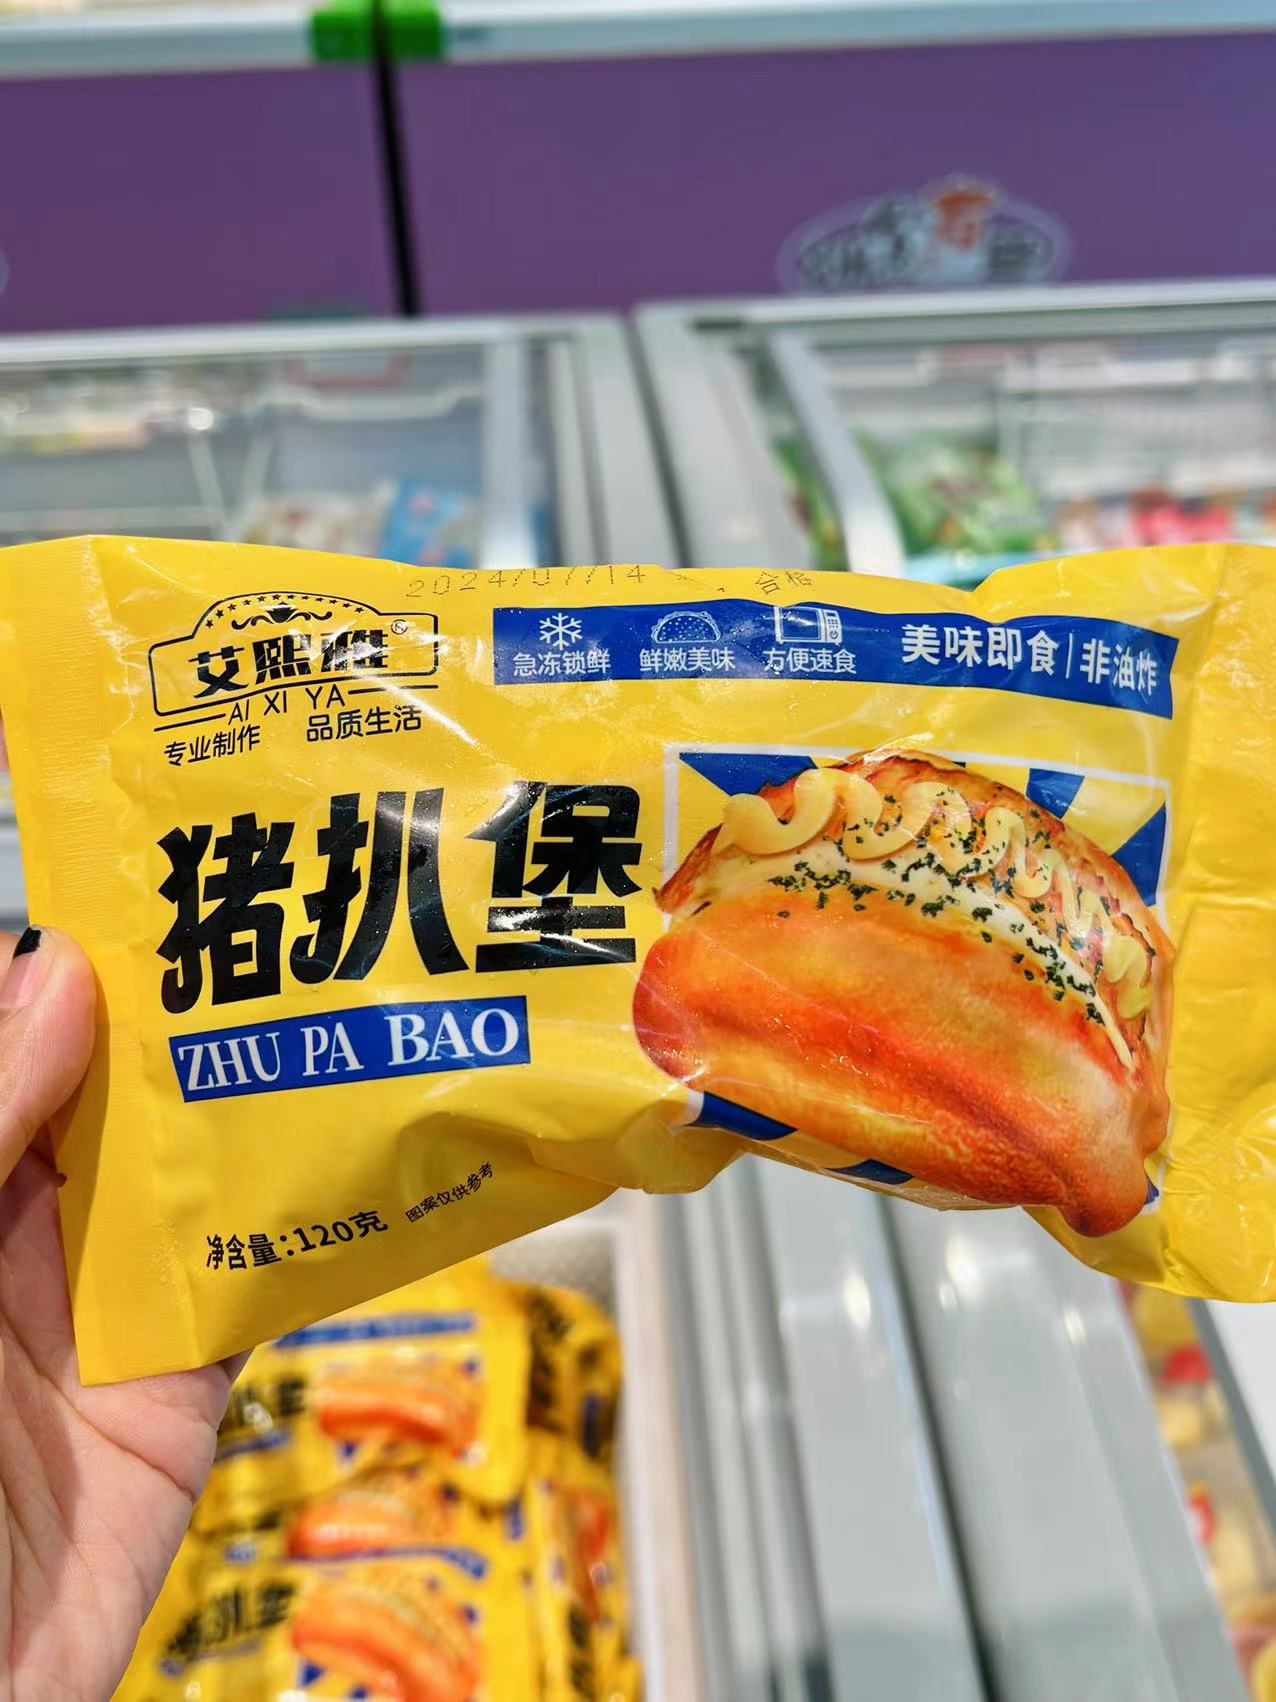 2024/07/14 合格
艾熙雅
AI XI YA
专业制作 品质生活
急冻锁鲜 鲜嫩美味 方便速食 美味即食|非油炸
猪扒堡
ZHU PA BAO
净含量:120克 图案仅供参考